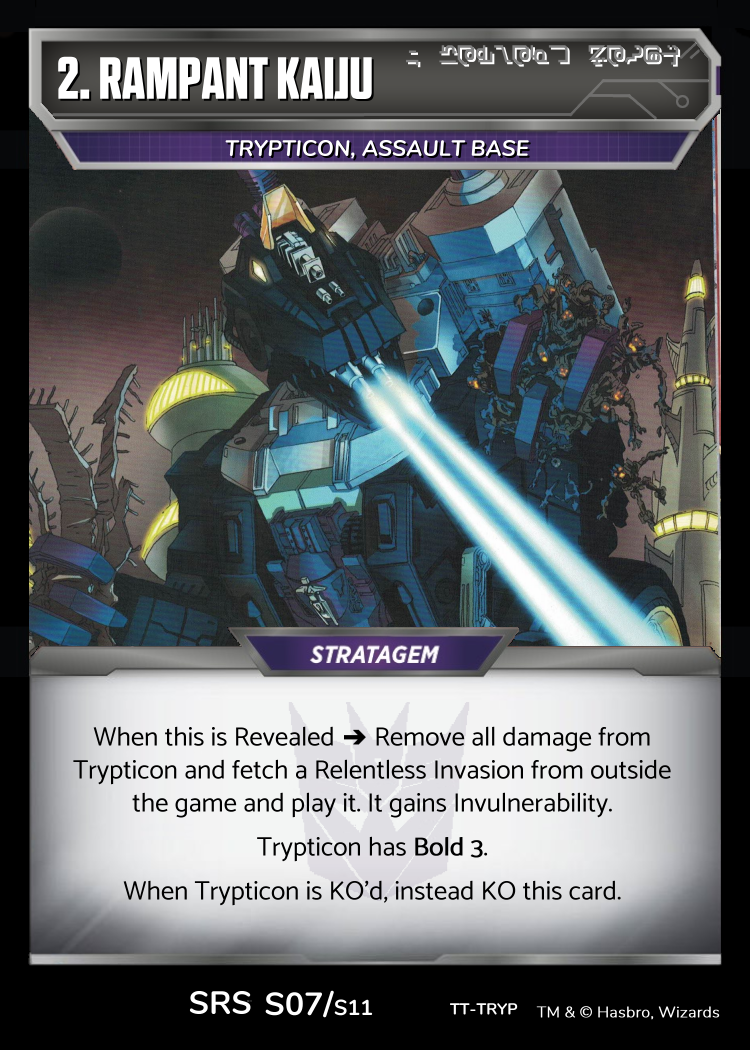 2. RAMPANT KAIJU
TRYPTICON, ASSAULT BASE
STRATAGEM
When this is Revealed ➔ Remove all damage from
Trypticon and fetch a Relentless Invasion from outside
the game and play it. It gains Invulnerability.
Trypticon has Bold 3.
When Trypticon is KO’d, instead KO this card.
SRS S07/S11
TT-TRYP
TM & © Hasbro, Wizards